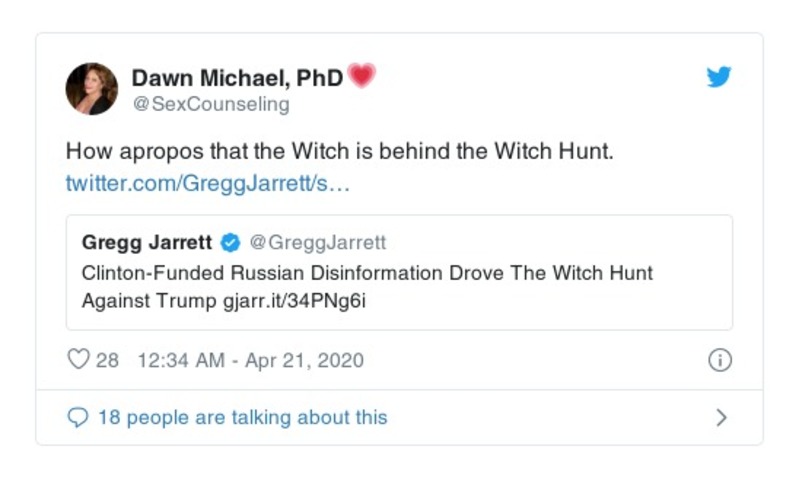 Dawn Michael, PhD💗
@SexCounseling
How apropos that the Witch is behind the Witch Hunt.
twitter.com/GreggJarrett/s…
Gregg Jarrett @GreggJarrett
Clinton-Funded Russian Disinformation Drove The Witch Hunt
Against Trump gjarr.it/34PNg6i
28 12:34 AM - Apr 21, 2020
18 people are talking about this